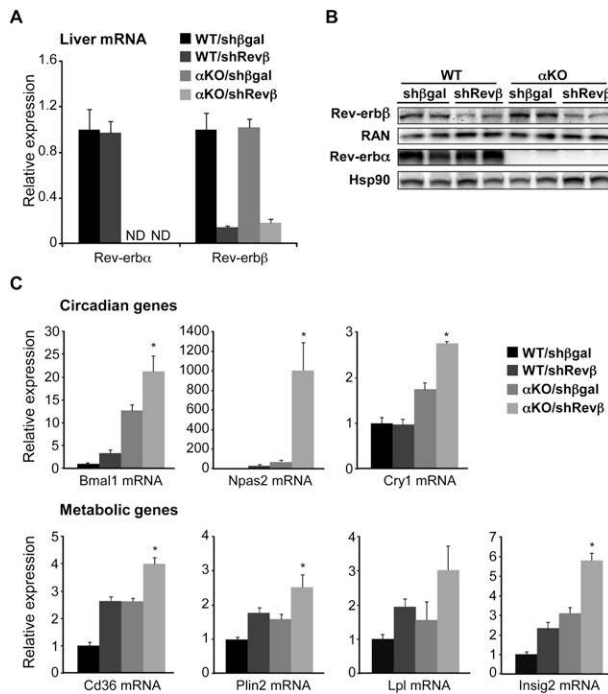 A
Liver mRNA
WT/shβgal
WT/shRevβ
αKO/shβgal
αKO/shRevβ
Relative expression
1.6
1.2
0.8
0.4
0
ND ND
Rev-erbα
Rev-erbβ
B
WT
αKO
shβgal shRevβ shβgal shRevβ
Rev-erbβ
RAN
Rev-erbα
Hsp90
C
Circadian genes
Relative expression
30
25
20
15
10
5
0
*
Bmal1 mRNA
1400
1200
1000
800
600
400
200
0
*
Npas2 mRNA
3
2
1
0
*
Cry1 mRNA
WT/shβgal
WT/shRevβ
αKO/shβgal
αKO/shRevβ
Metabolic genes
Relative expression
5
4
3
2
1
0
*
Cd36 mRNA
4
3
2
1
0
*
Plin2 mRNA
4
3
2
1
0
Lpl mRNA
7
6
5
4
3
2
1
0
*
Insig2 mRNA